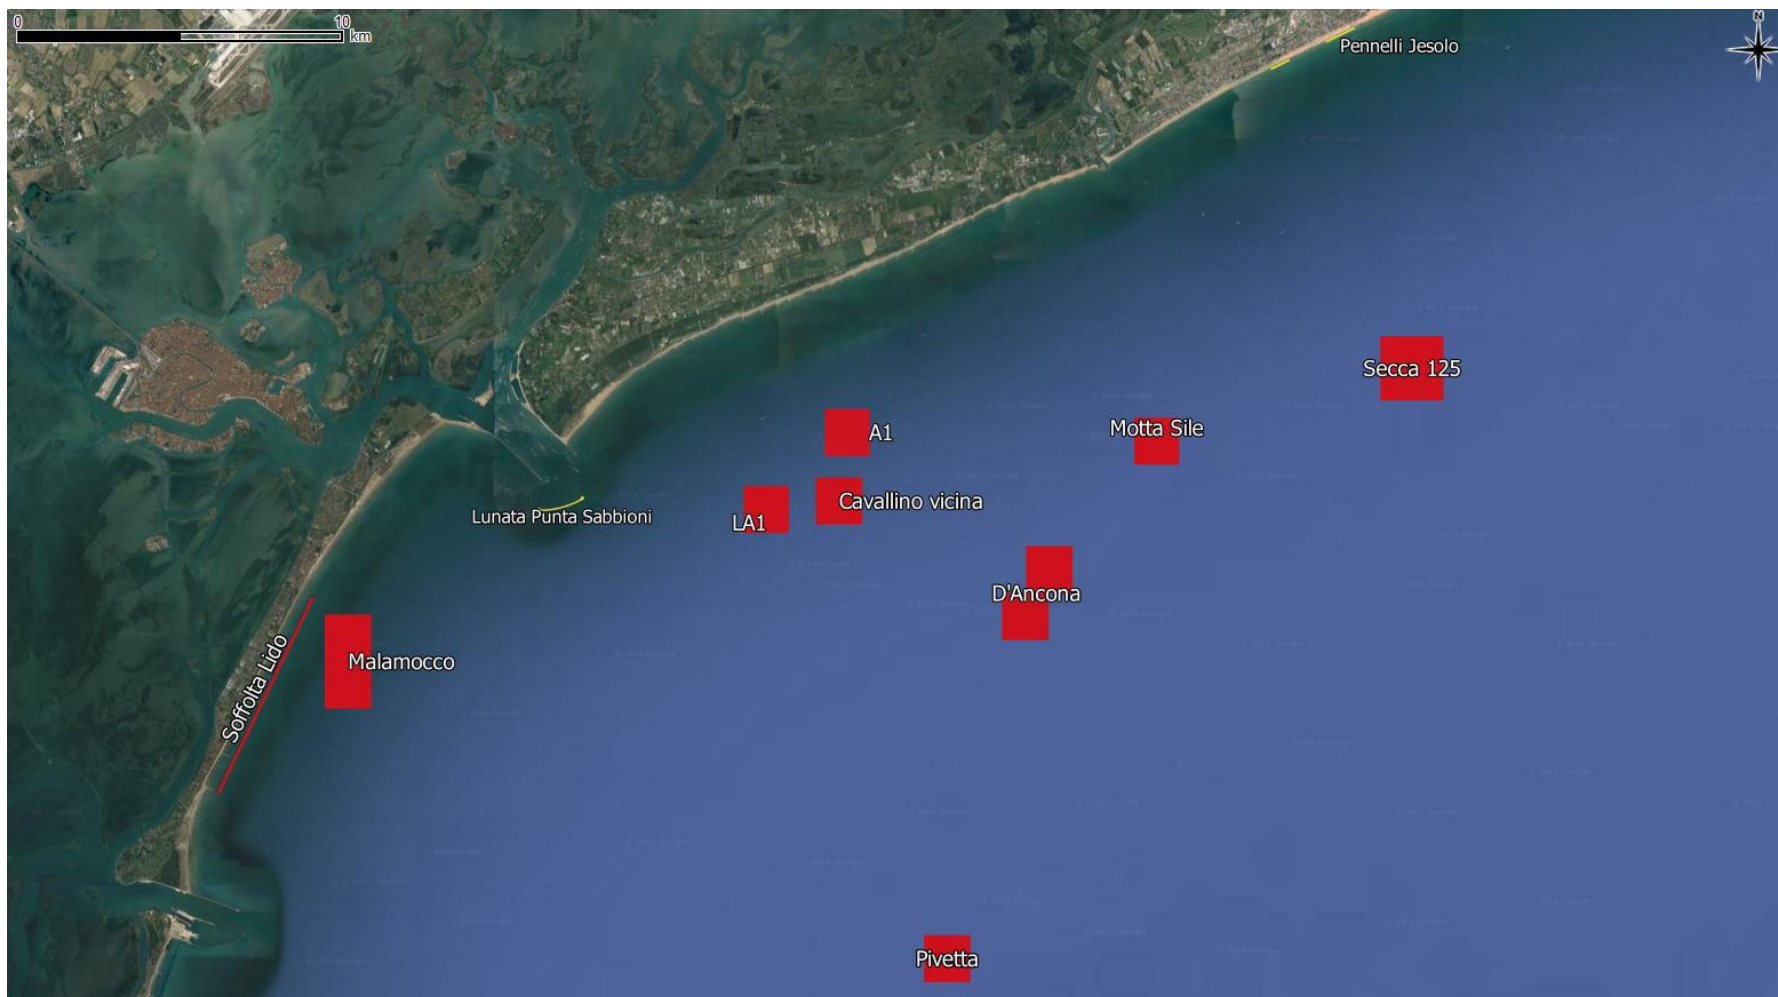 0
10
km
N
Pennelli Jesolo
Secca 125
Motta Sile
A1
Cavallino vicina
LA1
Lunata Punta Sabbioni
D'Ancona
Malamocco
Soffolta Lido
Pivetta